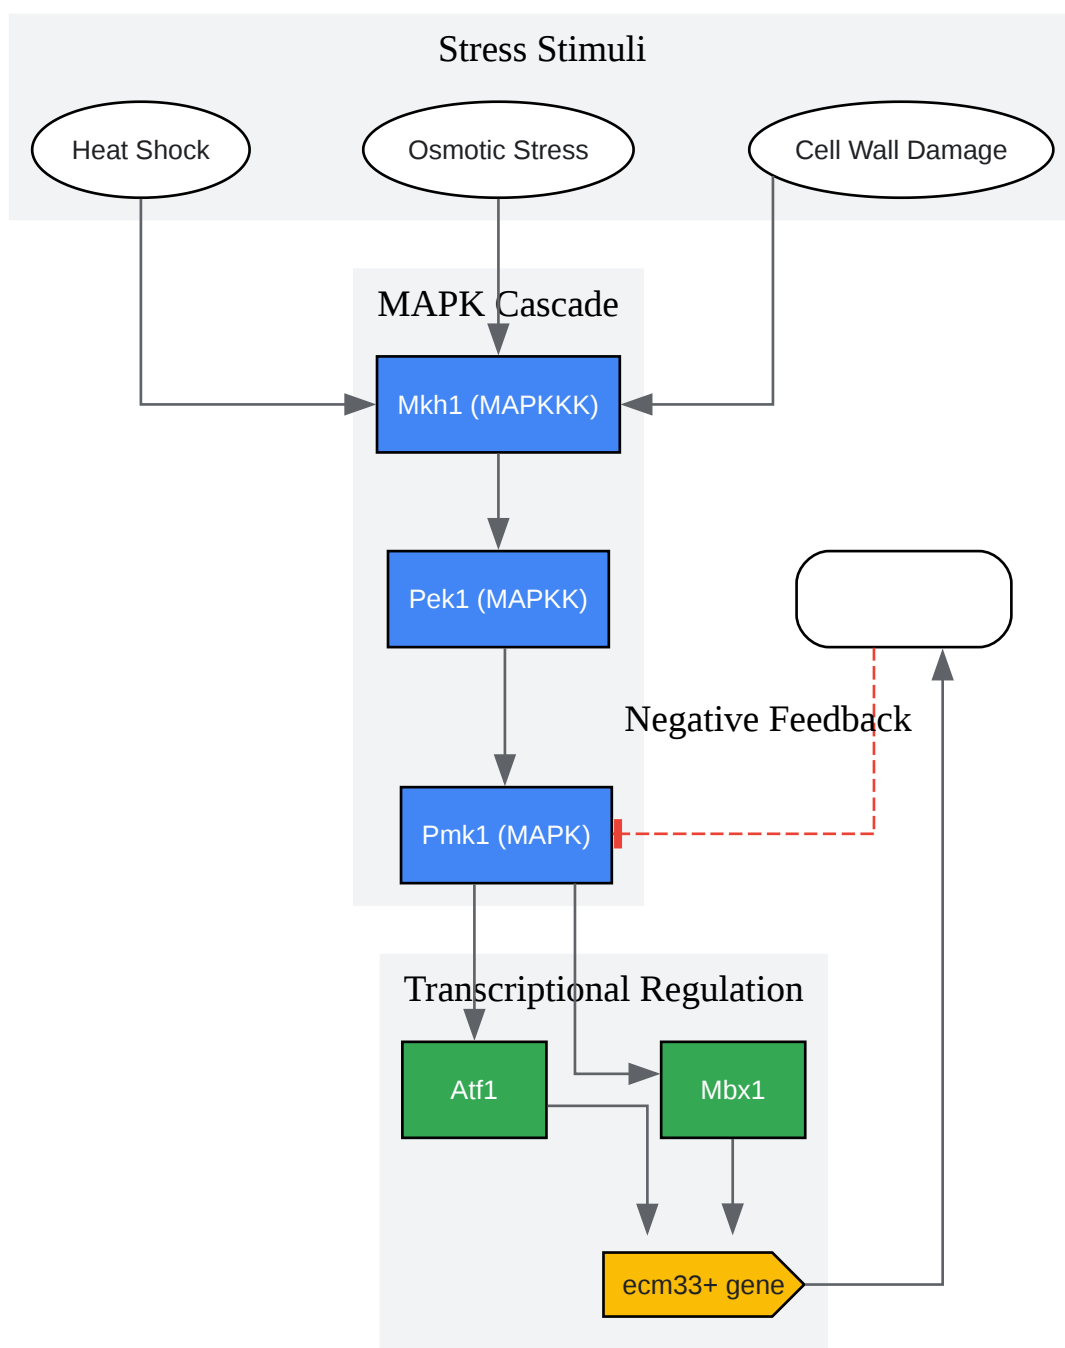 Stress Stimuli
Heat Shock
Osmotic Stress
Cell Wall Damage
MAPK Cascade
Mkh1 (MAPKKK)
Pek1 (MAPKK)
Negative Feedback
Pmk1 (MAPK)
Transcriptional Regulation
Atf1
Mbx1
ecm33+ gene